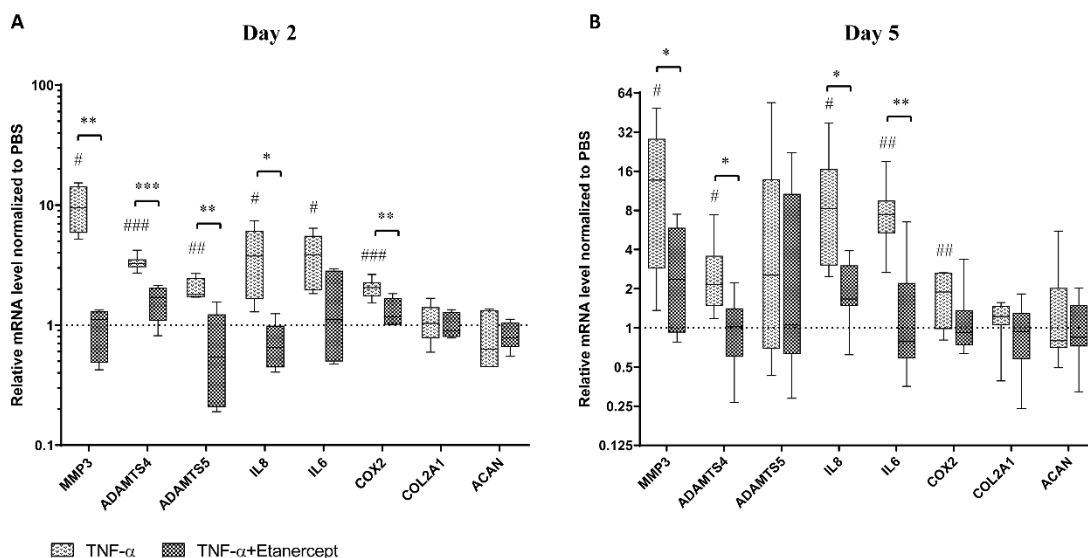 A
Day 2
Relative mRNA level normalized to PBS
100
10
1
0.1
#
**
###
***
##
**
#
*
#
###
**
MMP3
ADAMTS4
ADAMTS5
IL8
IL6
COX2
COL2A1
ACAN
B
Day 5
Relative mRNA level normalized to PBS
64
32
16
8
4
2
1
0.5
0.25
0.125
#
*
#
*
#
*
##
**
##
MMP3
ADAMTS4
ADAMTS5
IL8
IL6
COX2
COL2A1
ACAN
TNF-α
TNF-α+Etanercept